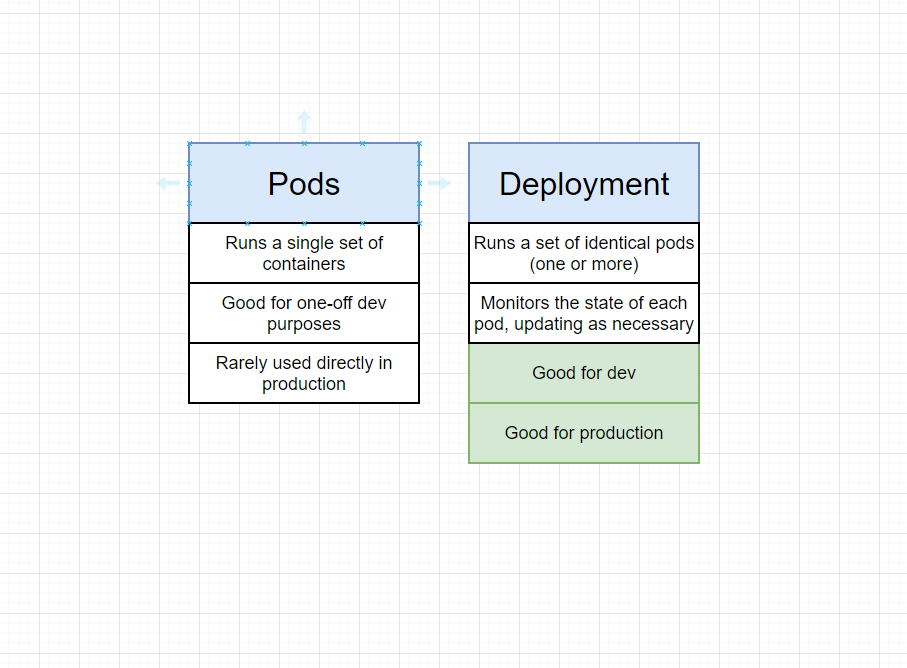 Pods
Runs a single set of
containers
Good for one-off dev
purposes
Rarely used directly in
production
Deployment
Runs a set of identical pods
(one or more)
Monitors the state of each
pod, updating as necessary
Good for dev
Good for production